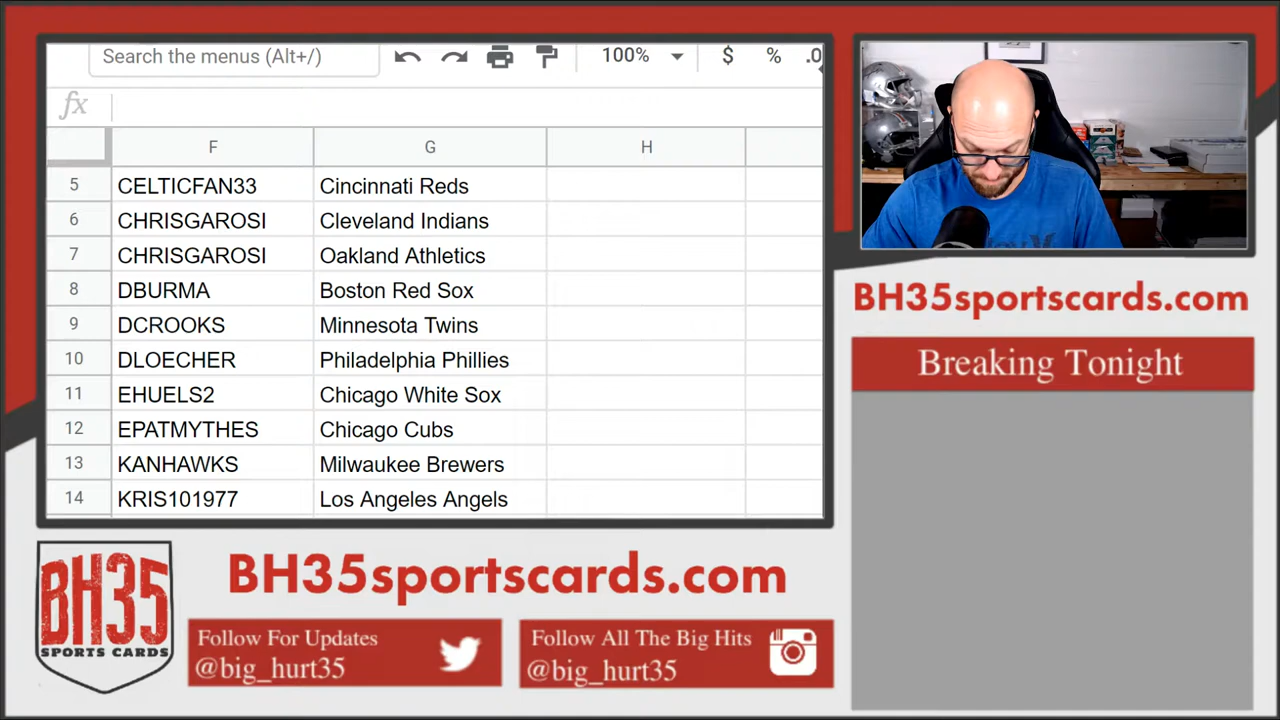 Search the menus (Alt+/)
100%
$
%
.0
fx
F
G
H
5 CELTICFAN33 Cincinnati Reds
6 CHRISGAROSI Cleveland Indians
7 CHRISGAROSI Oakland Athletics
8 DBURMA Boston Red Sox
9 DCROOKS Minnesota Twins
10 DLOECHER Philadelphia Phillies
11 EHUELS2 Chicago White Sox
12 EPATMYTHES Chicago Cubs
13 KANHAWKS Milwaukee Brewers
14 KRIS101977 Los Angeles Angels
BH35sportscards.com
Breaking Tonight
BH35
SPORTS CARDS
BH35sportscards.com
Follow For Updates
@big_hurt35
Follow All The Big Hits
@big_hurt35